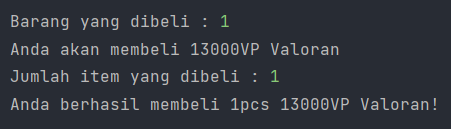 Barang yang dibeli : 1
Anda akan membeli 13000VP Valoran
Jumlah item yang dibeli : 1
Anda berhasil membeli 1pcs 13000VP Valoran!